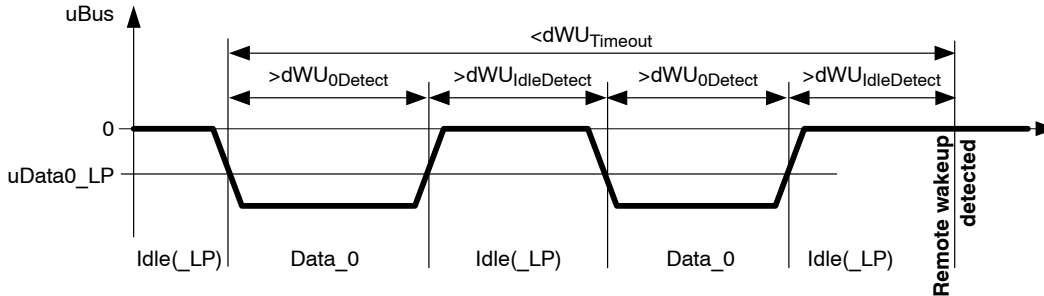 uBus
<dWUTimeout
>dWU0Detect >dWUIdleDetect >dWU0Detect >dWUIdleDetect
0
uData0_LP
Idle(_LP) Data_0 Idle(_LP) Data_0 Idle(_LP)
Remote wakeup
detected